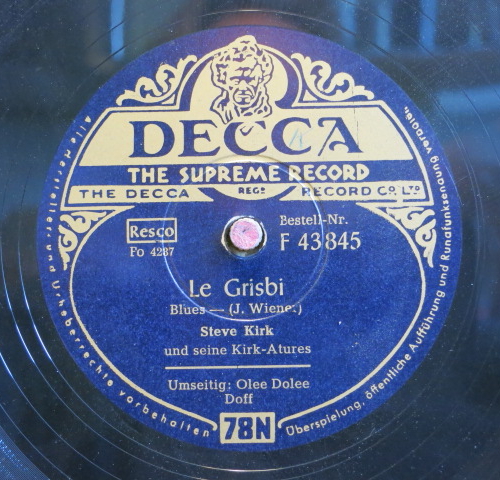 DECCA
THE SUPREME RECORD
THE DECCA REGD RECORD CO. LTD
Resco
Fo 4287
Bestell-Nr.
F 43845
Le Grisbi
Blues — (J. Wiener)
Steve Kirk
und seine Kirk-Atures
Umseitig: Olee Dolee
Doff
78N
Alle Hersteller- und Urheberrechte vorbehalten
Überspielung, öffentliche Aufführung und Rundfunksendung verboten